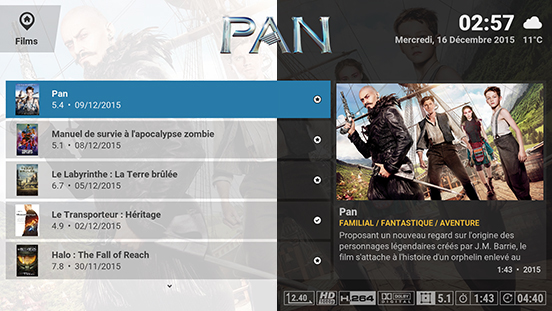 Films
PAN
02:57
Mercredi, 16 Décembre 2015 11°C
Pan
5.4 • 09/12/2015
Manuel de survie à l'apocalypse zombie
5.1 • 08/12/2015
Le Labyrinthe : La Terre brûlée
6.7 • 05/12/2015
Le Transporteur : Héritage
4.9 • 02/12/2015
Halo : The Fall of Reach
7.8 • 30/11/2015
Pan
FAMILIAL / FANTASTIQUE / AVENTURE
Proposant un nouveau regard sur l'origine des
personnages légendaires créés par J.M. Barrie, le
film s'attache à l'histoire d'un orphelin enlevé au
1:43 • 2015
2.40 HD H.264 DOLBY DIGITAL 5.1 1:43 04:40